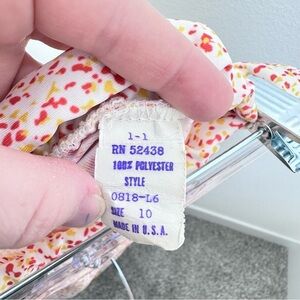 1-1
RN 52438
100% POLYESTER
STYLE
0818-L6
SIZE 10
MADE IN U.S.A.